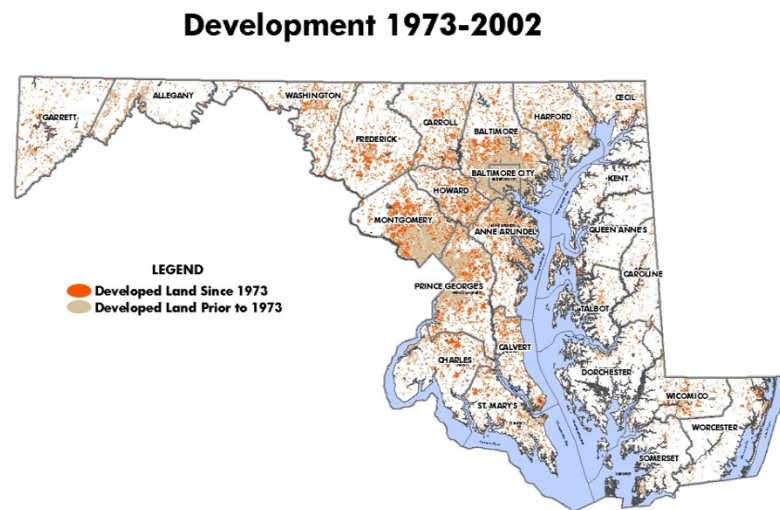 Development 1973-2002
GARRETT
ALLEGANY
WASHINGTON
FREDERICK
CARROLL
BALTIMORE
HARFORD
CECIL
BALTIMORE CITY
KENT
HOWARD
MONTGOMERY
ANNE ARUNDEL
QUEEN ANNE'S
CAROLINE
LEGEND
Developed Land Since 1973
Developed Land Prior to 1973
PRINCE GEORGES
TALBOT
CALVERT
CHARLES
DORCHESTER
ST. MARY'S
WICOMICO
WORCESTER
SOMERSET